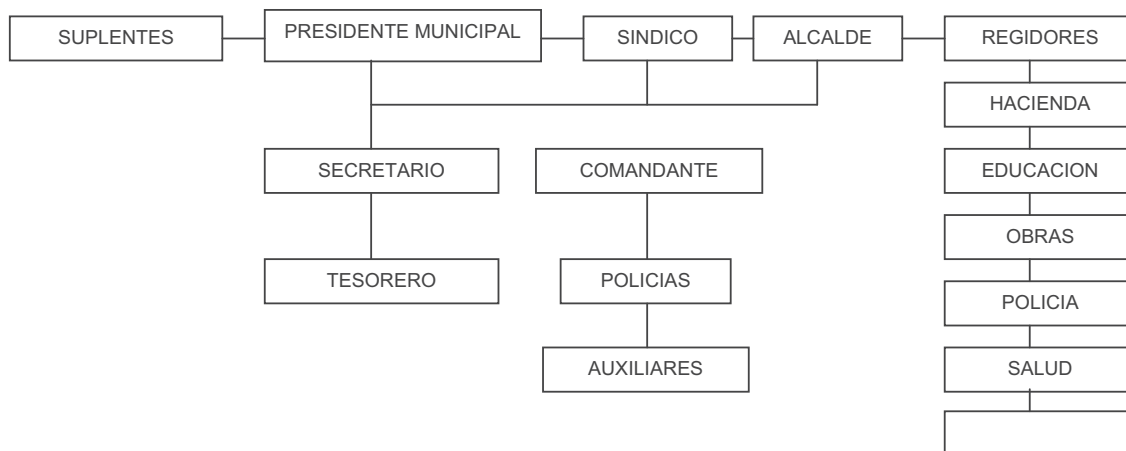 SUPLENTES
PRESIDENTE MUNICIPAL
SINDICO
ALCALDE
REGIDORES
HACIENDA
SECRETARIO
COMANDANTE
EDUCACION
OBRAS
TESORERO
POLICIAS
POLICIA
AUXILIARES
SALUD